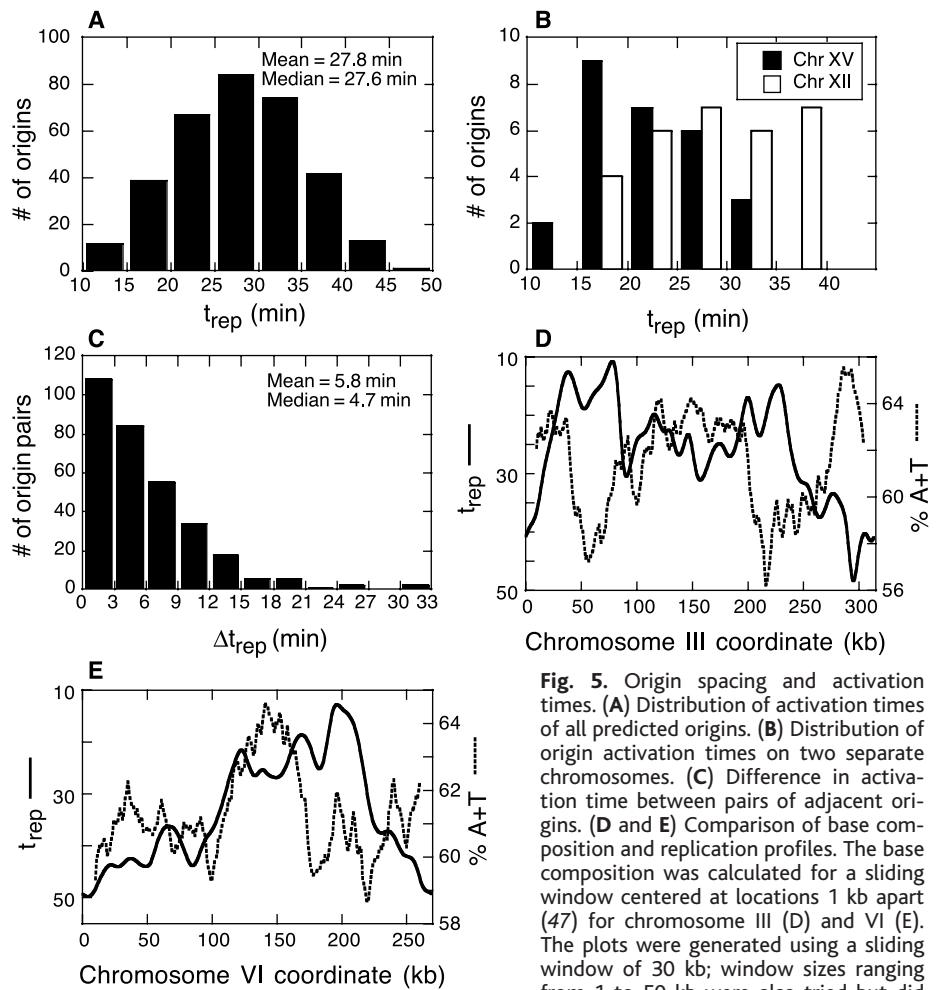 A
100
80
60
40
20
0
# of origins
Mean = 27.8 min
Median = 27.6 min
10 15 20 25 30 35 40 45 50
t_rep (min)
B
10
8
6
4
2
0
# of origins
Chr XV
Chr XII
10 15 20 25 30 35 40
t_rep (min)
C
120
100
80
60
40
20
0
# of origin pairs
Mean = 5.8 min
Median = 4.7 min
0 3 6 9 12 15 18 21 24 27 30 33
Δt_rep (min)
D
10
30
50
t_rep
64
60
56
% A+T
0 50 100 150 200 250 300
Chromosome III coordinate (kb)
E
10
30
50
t_rep
64
62
60
58
% A+T
0 50 100 150 200 250
Chromosome VI coordinate (kb)
Fig. 5. Origin spacing and activation
times. (A) Distribution of activation times
of all predicted origins. (B) Distribution of
origin activation times on two separate
chromosomes. (C) Difference in activa-
tion time between pairs of adjacent ori-
gins. (D and E) Comparison of base com-
position and replication profiles. The base
composition was calculated for a sliding
window centered at locations 1 kb apart
(47) for chromosome III (D) and VI (E).
The plots were generated using a sliding
window of 30 kb; window sizes ranging
from 1 to 50 kb were also tried but did